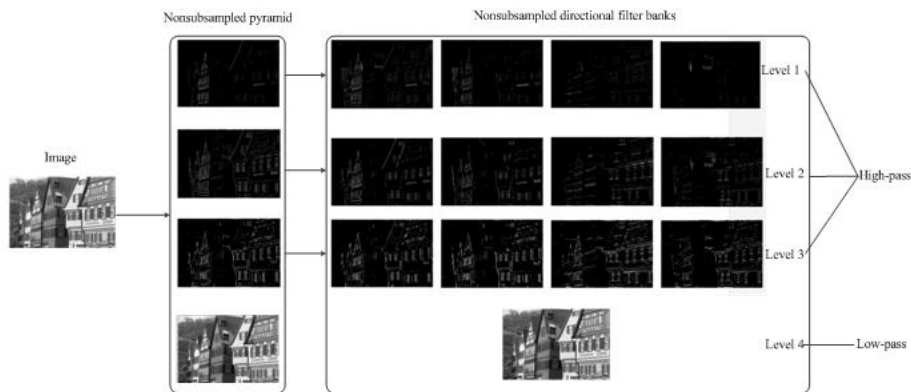 Nonsubsampled pyramid
Nonsubsampled directional filter banks
Level 1
Image
Level 2
High-pass
Level 3
Level 4
Low-pass